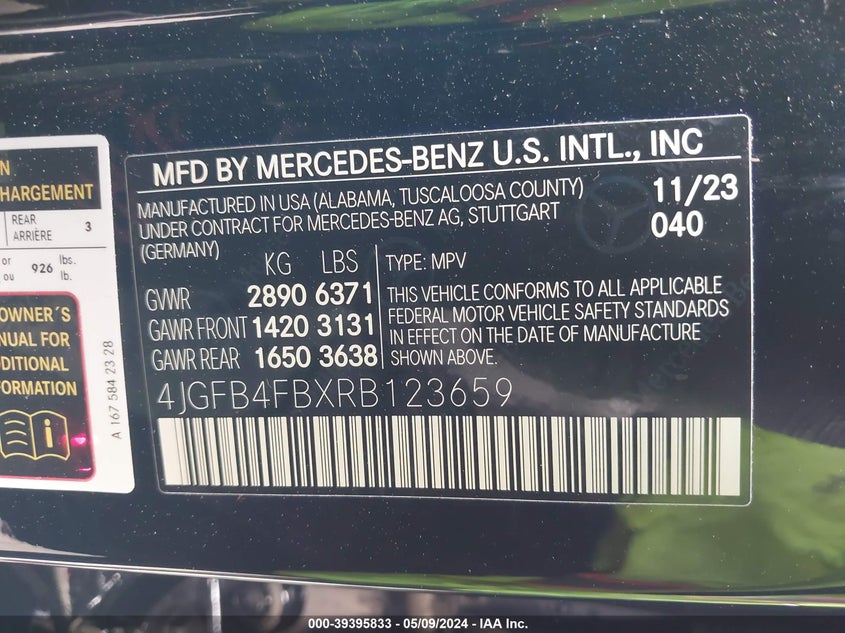 N
HARGEMENT
REAR
ARRIÈRE 3
or
ou 926 lbs.
lb.
OWNER´S
NUAL FOR
DITIONAL
FORMATION
A 167 584 23 28
MFD BY MERCEDES-BENZ U.S. INTL., INC
MANUFACTURED IN USA (ALABAMA, TUSCALOOSA COUNTY)
UNDER CONTRACT FOR MERCEDES-BENZ AG, STUTTGART
(GERMANY)
11/23
040
KG LBS
GVWR 2890 6371
GAWR FRONT 1420 3131
GAWR REAR 1650 3638
TYPE: MPV
THIS VEHICLE CONFORMS TO ALL APPLICABLE
FEDERAL MOTOR VEHICLE SAFETY STANDARDS
IN EFFECT ON THE DATE OF MANUFACTURE
SHOWN ABOVE.
4JGFB4FBXRB123659
000-39395833 - 05/09/2024 - IAA Inc.